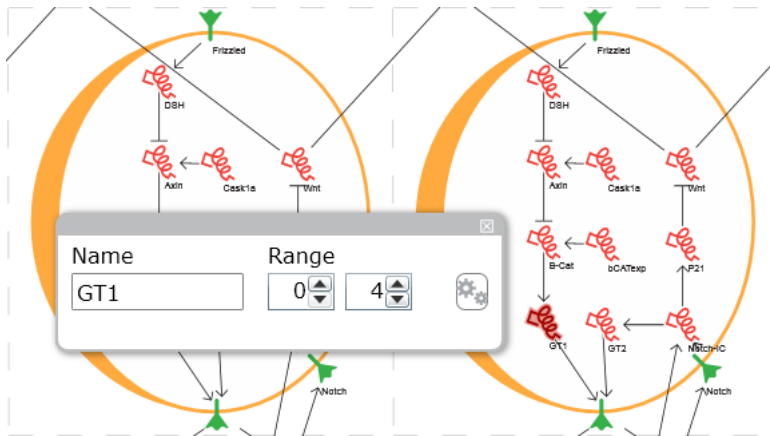 Frizzled
DSH
Axin
Cask1a
Wnt
Name
Range
GT1
0
4
Notch
Frizzled
DSH
Axin
Cask1a
Wnt
B-Cat
bCATexp
P21
GT1
GT2
Notch-IC
Notch